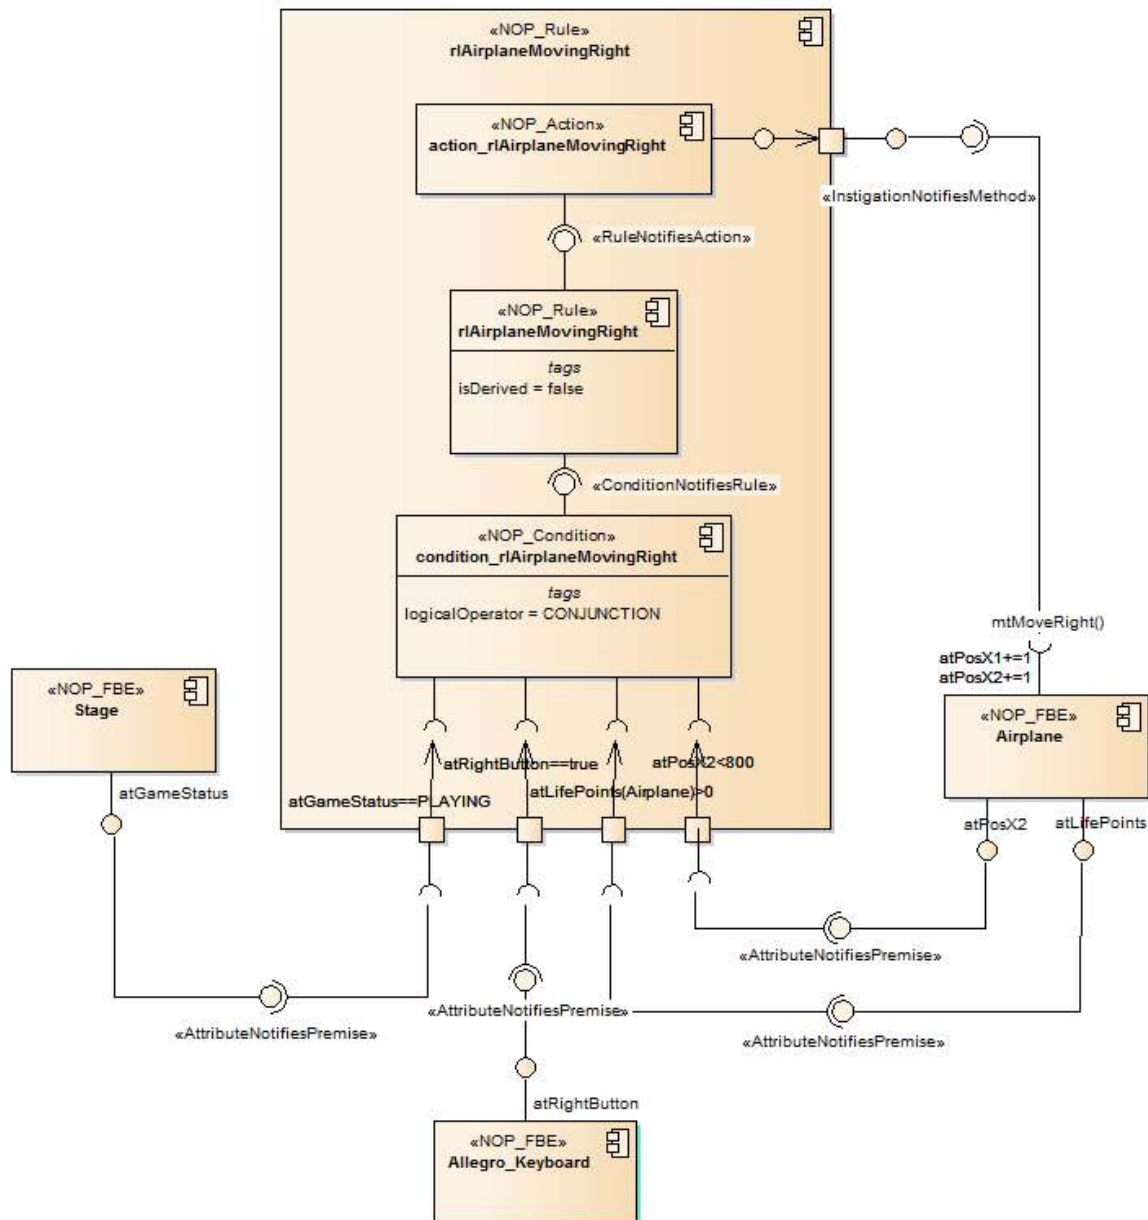 «NOP_Rule»
rlAirplaneMovingRight
«NOP_Action»
action_rlAirplaneMovingRight
«InstigationNotifiesMethod»
«RuleNotifiesAction»
«NOP_Rule»
rlAirplaneMovingRight
tags
isDerived = false
«ConditionNotifiesRule»
«NOP_Condition»
condition_rlAirplaneMovingRight
tags
logicalOperator = CONJUNCTION
mtMoveRight()
atPosX1+=1
atPosX2+=1
«NOP_FBE»
Stage
«NOP_FBE»
Airplane
atGameStatus
atRightButton==true
atPosX2<800
atLifePoints(Airplane)>0
atGameStatus==PLAYING
atPosX2
atLifePoints
«AttributeNotifiesPremise»
«AttributeNotifiesPremise»
«AttributeNotifiesPremise»
«AttributeNotifiesPremise»
atRightButton
«NOP_FBE»
Allegro_Keyboard